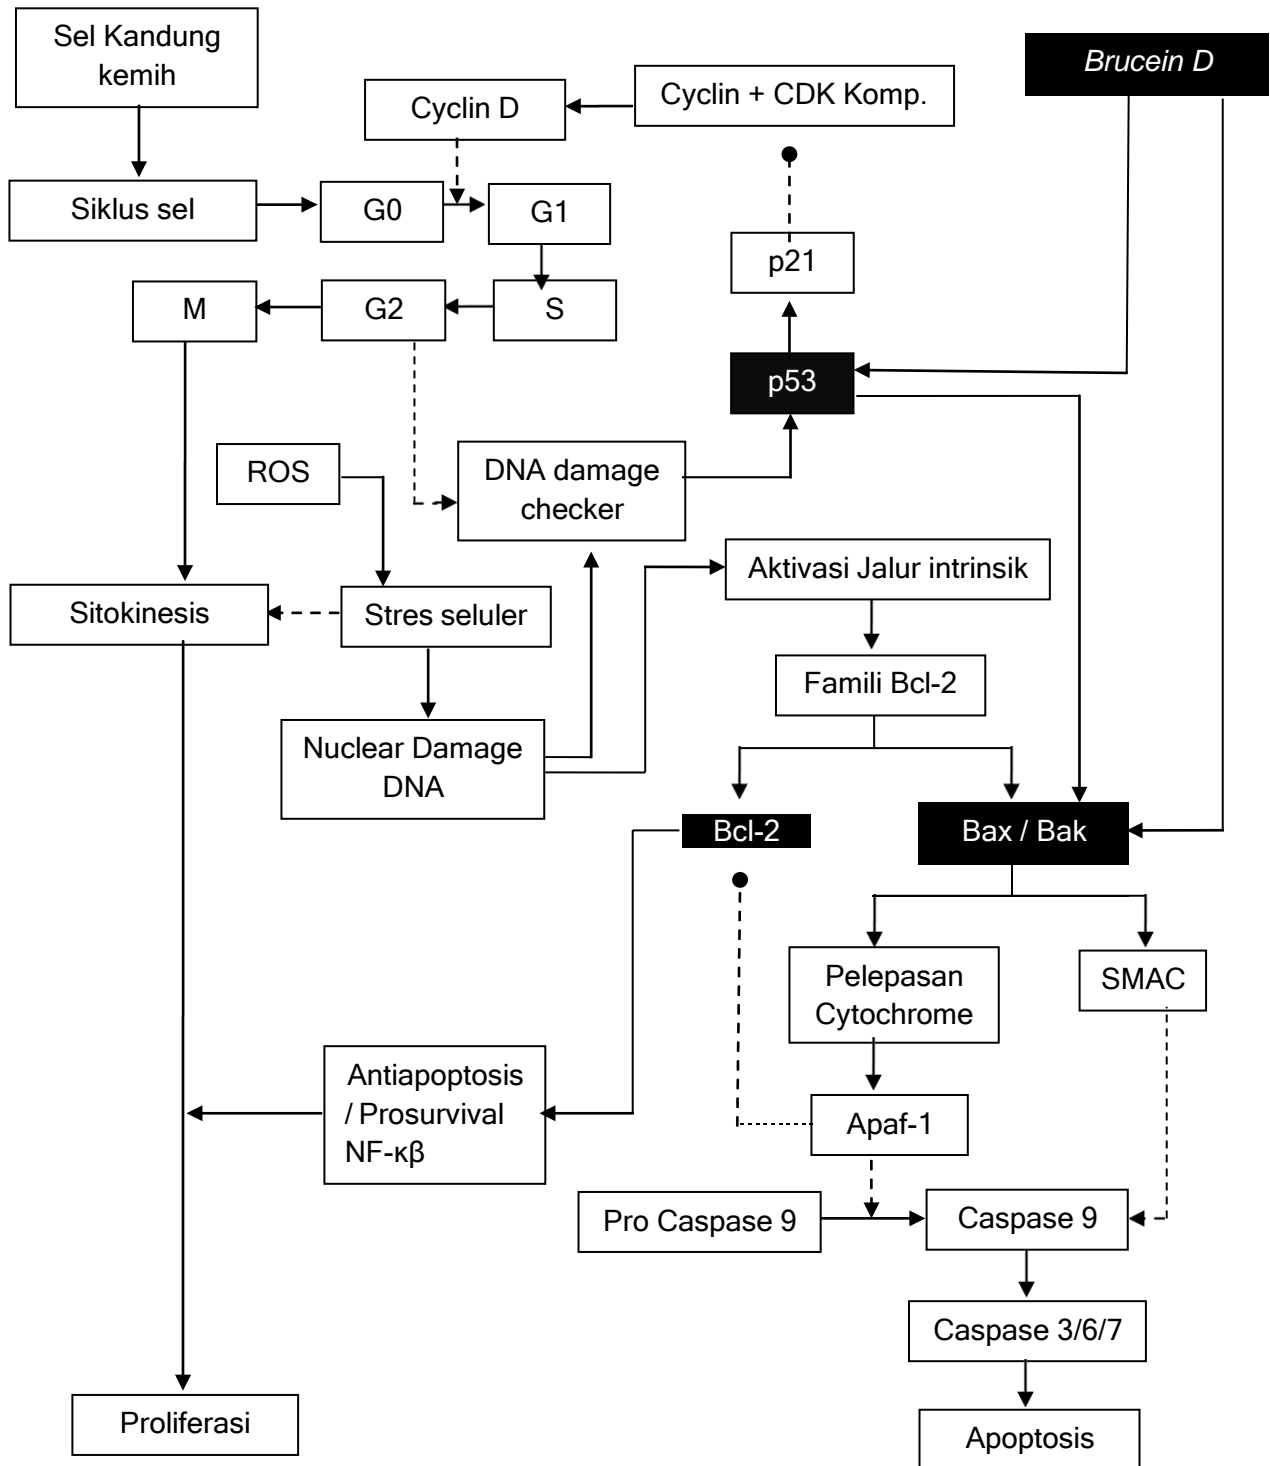 Sel Kandung
kemih
Brucein D
Cyclin D
Cyclin + CDK Komp.
Siklus sel
G0
G1
p21
M
G2
S
p53
ROS
DNA damage
checker
Aktivasi Jalur intrinsik
Sitokinesis
Stres seluler
Famili Bcl-2
Nuclear Damage
DNA
Bcl-2
Bax / Bak
Pelepasan
Cytochrome
SMAC
Antiapoptosis
/ Prosurvival
NF-κβ
Apaf-1
Pro Caspase 9
Caspase 9
Caspase 3/6/7
Proliferasi
Apoptosis